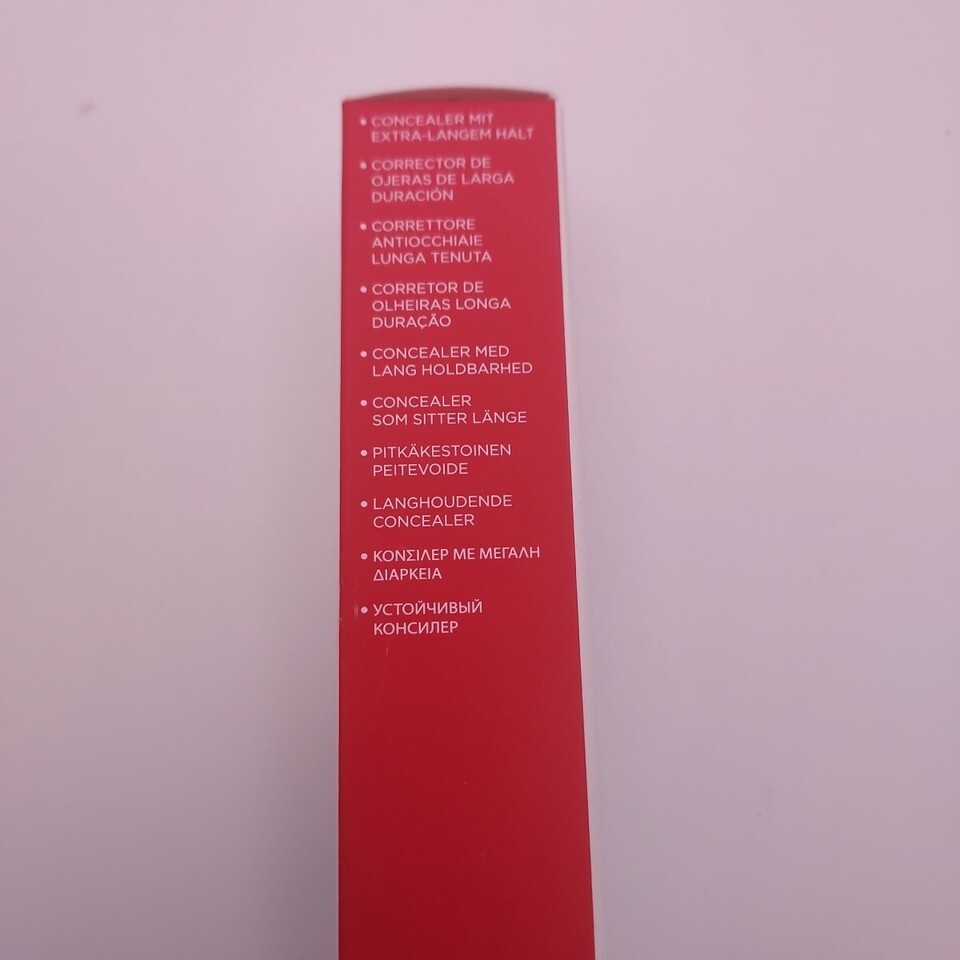 • CONCEALER MIT
EXTRA-LANGEM HALT
• CORRECTOR DE
OJERAS DE LARGA
DURACIÓN
• CORRETTORE
ANTIOCCHIAIE
LUNGA TENUTA
• CORRETOR DE
OLHEIRAS LONGA
DURAÇÃO
• CONCEALER MED
LANG HOLDBARHED
• CONCEALER
SOM SITTER LÄNGE
• PITKÄKESTOINEN
PEITEVOIDE
• LANGHOUDENDE
CONCEALER
• ΚΟΝΣΙΛΕΡ ΜΕ ΜΕΓΑΛΗ
ΔΙΑΡΚΕΙΑ
• УСТОЙЧИВЫЙ
КОНСИЛЕР